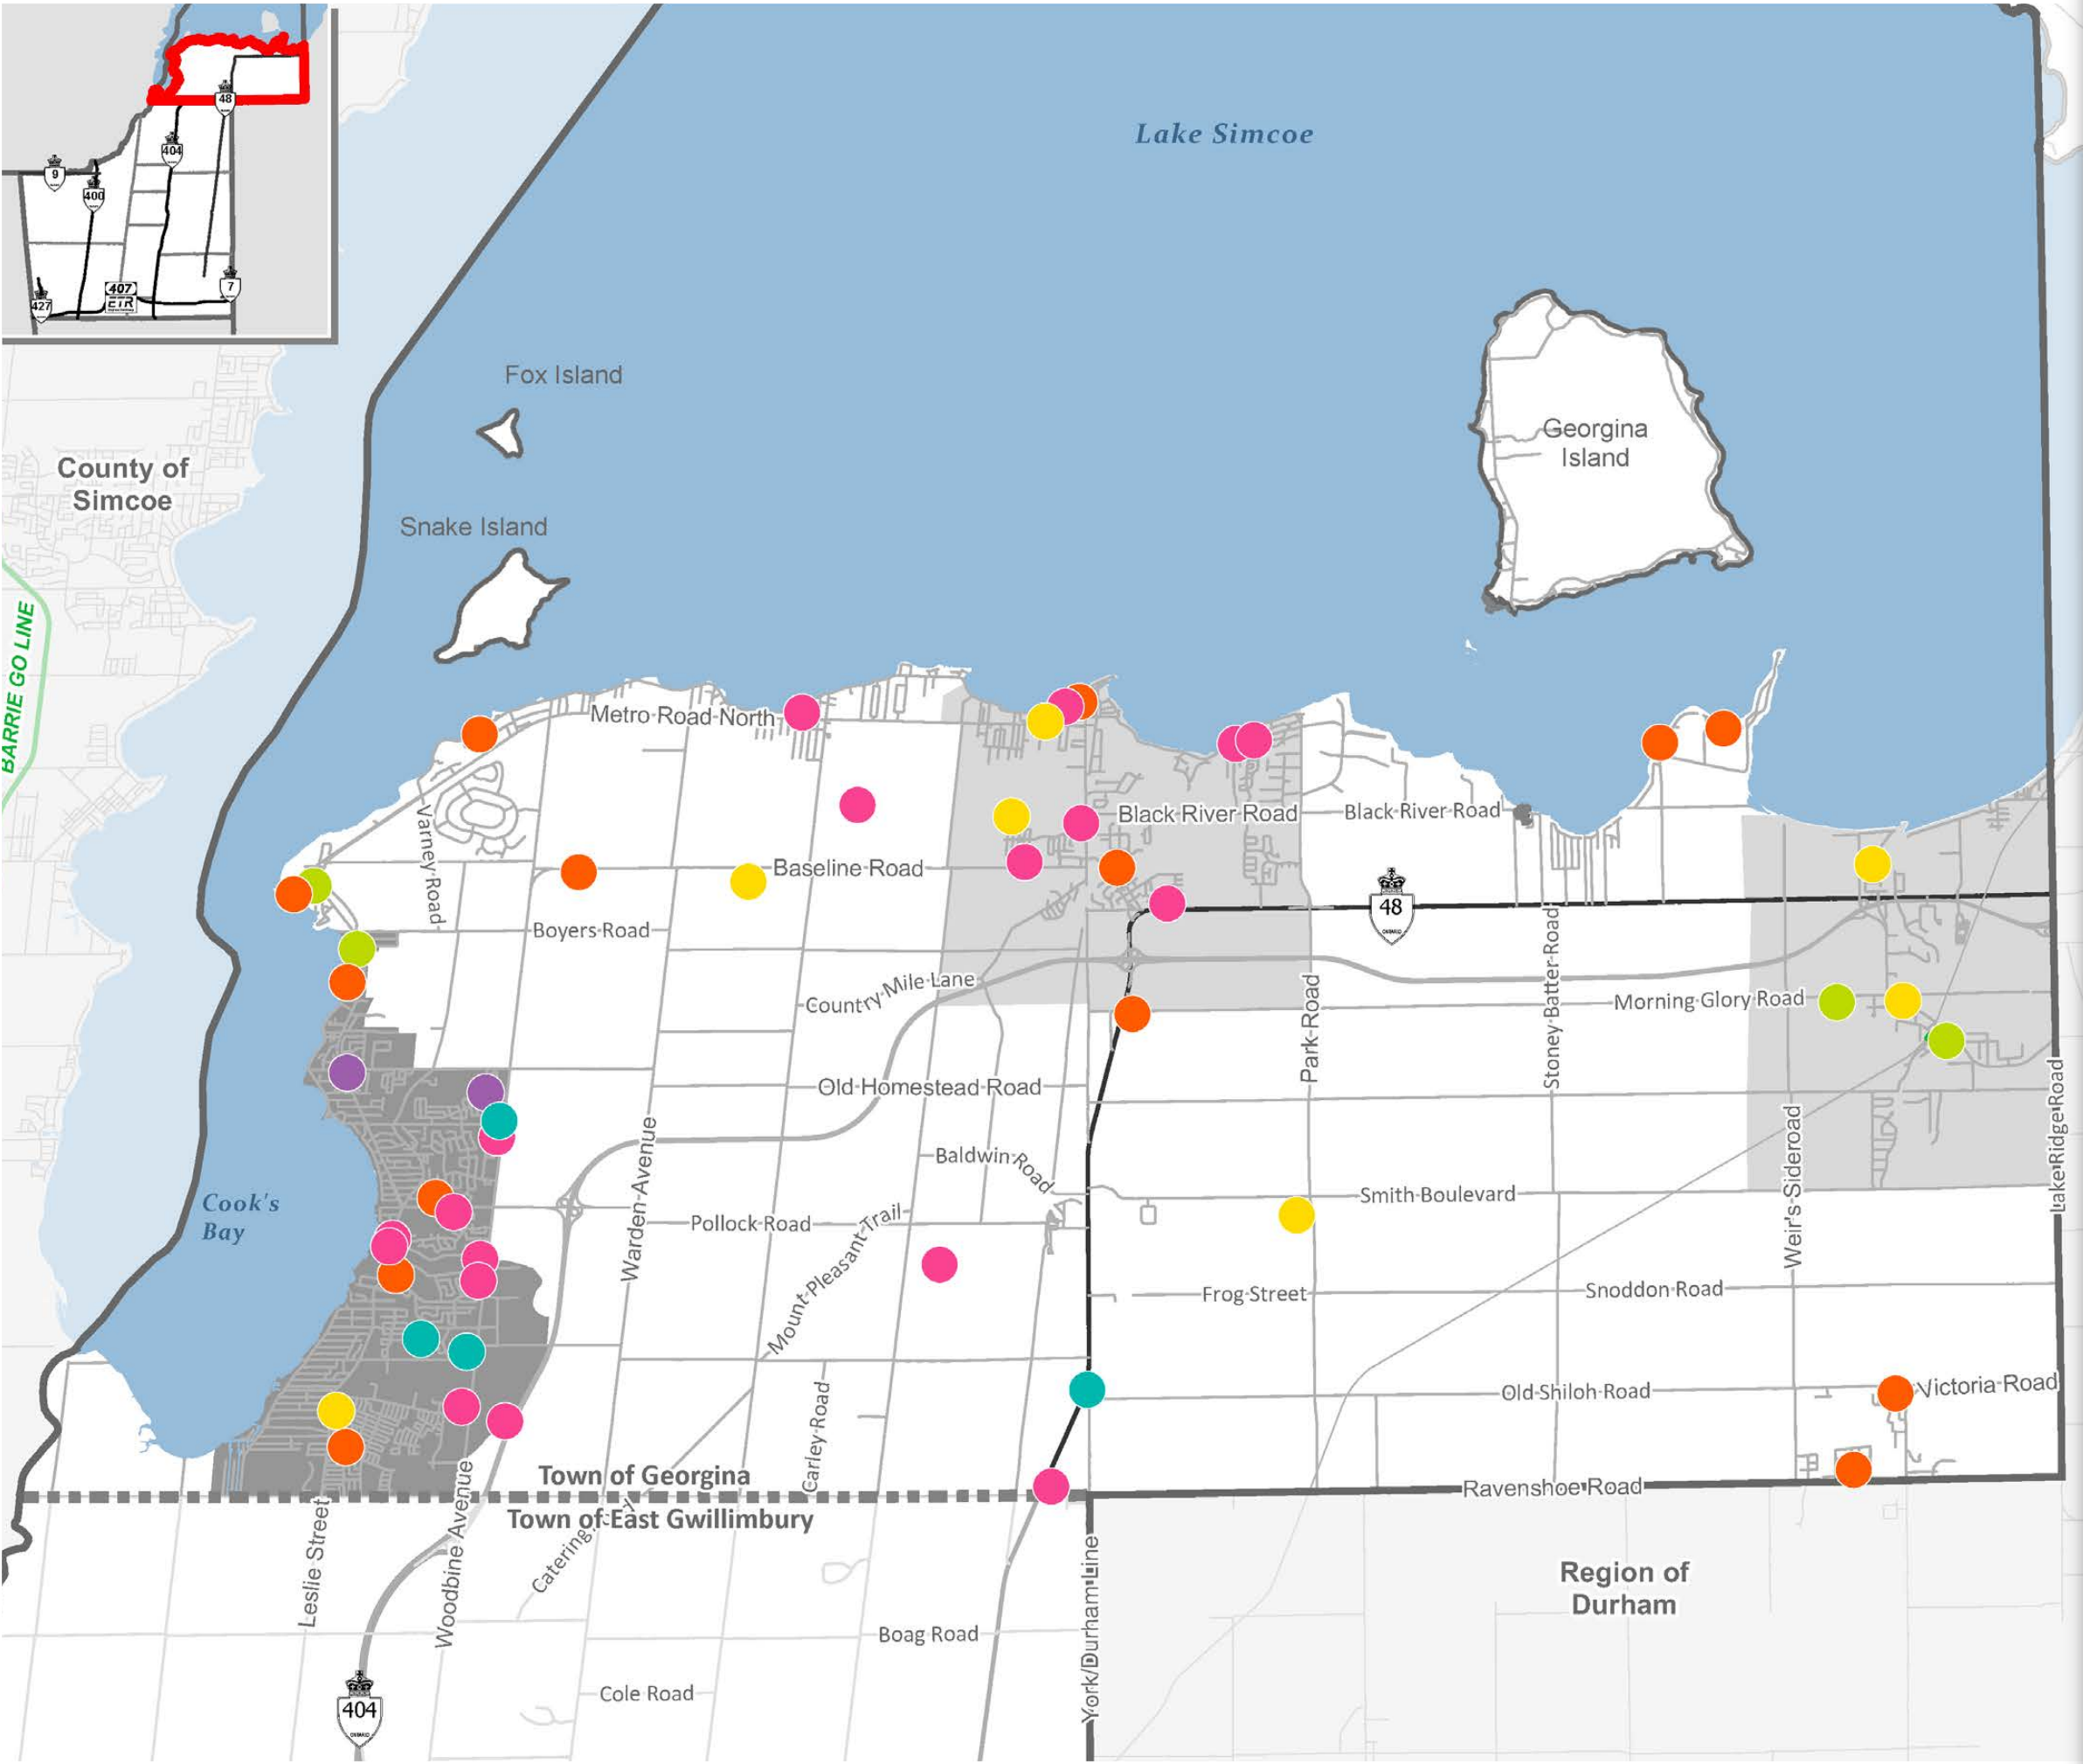 48
404
9
400
407
ETR
7
427
Lake Simcoe
Fox Island
Georgina
Island
County of
Simcoe
Snake Island
BARRIE GO LINE
Metro Road North
Varney Road
Black River Road
Black River Road
Baseline Road
48
ONTARIO
Boyers Road
Country Mile Lane
Stoney Batter Road
Park Road
Morning Glory Road
Old Homestead Road
Lake Ridge Road
Warden Avenue
Weir's Sideroad
Baldwin Road
Cook's
Bay
Smith Boulevard
Pollock Road
Mount Pleasant Trail
Frog Street
Snoddon Road
Carley Road
Old Shiloh Road
Victoria Road
Town of Georgina
Ravenshoe Road
Town of East Gwillimbury
Leslie Street
Woodbine Avenue
Catering
York/Durham Line
Region of
Durham
Boag Road
Cole Road
404
ONTARIO